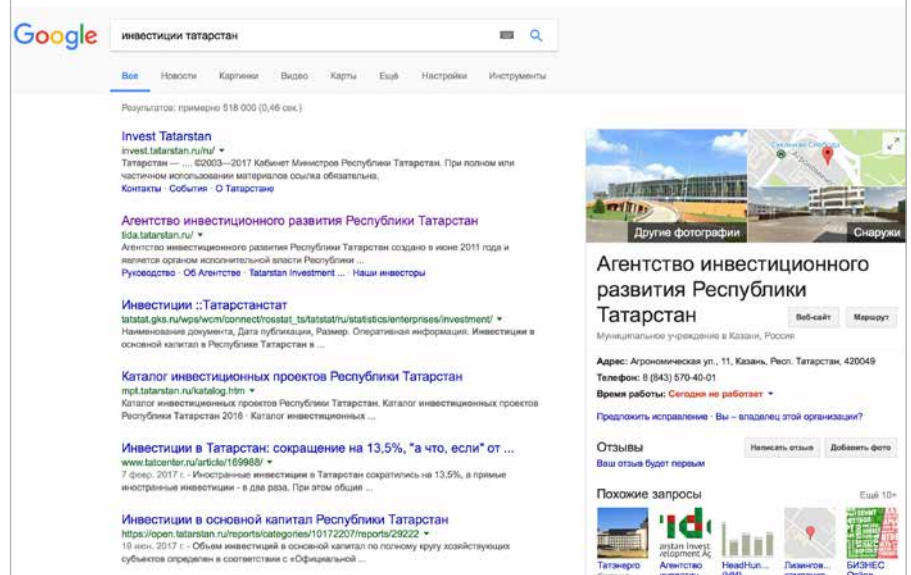 Google
инвестиции татарстан
Все Новости Картинки Видео Карты Ещё Настройки Инструменты
Результатов: примерно 518 000 (0,46 сек.)
Invest Tatarstan
invest.tatarstan.ru/ru/
Татарстан — .... ©2003—2017 Кабинет Министров Республики Татарстан. При полном или
частичном использовании материалов ссылка обязательна.
Контакты · События · О Татарстане
Агентство инвестиционного развития Республики Татарстан
tida.tatarstan.ru/
Агентство инвестиционного развития Республики Татарстан создано в июне 2011 года и
является органом исполнительной власти Республики ...
Руководство · Об Агентстве · Tatarstan Investment ... · Наши инвесторы
Инвестиции ::Татарстанстат
tatstat.gks.ru/wps/wcm/connect/rosstat_ts/tatstat/ru/statistics/enterprises/investment/
Наименование документа, Дата публикации, Размер. Оперативная информация. Инвестиции в
основной капитал в Республике Татарстан в ...
Каталог инвестиционных проектов Республики Татарстан
mpt.tatarstan.ru/katalog.htm
Каталог инвестиционных проектов Республики Татарстан. Каталог инвестиционных проектов
Республики Татарстан 2016 · Каталог инвестиционных ...
Инвестиции в Татарстан: сокращение на 13,5%, "а что, если" от ...
www.tatcenter.ru/article/169988/
7 февр. 2017 г. - Иностранные инвестиции в Татарстан сократились на 13,5%, а прямые
иностранные инвестиции - в два раза. При этом общие ...
Инвестиции в основной капитал Республики Татарстан
https://open.tatarstan.ru/reports/categories/10172207/reports/29222
19 июн. 2017 г. - Объем инвестиций в основной капитал по полному кругу хозяйствующих
субъектов определен в соответствии с «Официальной ...
Другие фотографии
Снаружи
Агентство инвестиционного
развития Республики
Татарстан
Веб-сайт Маршрут
Муниципальное учреждение в Казани, Россия
Адрес: Агрономическая ул., 11, Казань, Респ. Татарстан, 420049
Телефон: 8 (843) 570-40-01
Время работы: Сегодня не работает
Предложить исправление · Вы – владелец этой организации?
Отзывы
Написать отзыв Добавить фото
Ваш отзыв будет первым
Похожие запросы
Ещё 10+
Татэнерго Агентство HeadHun... Лизингов... БИЗНЕС